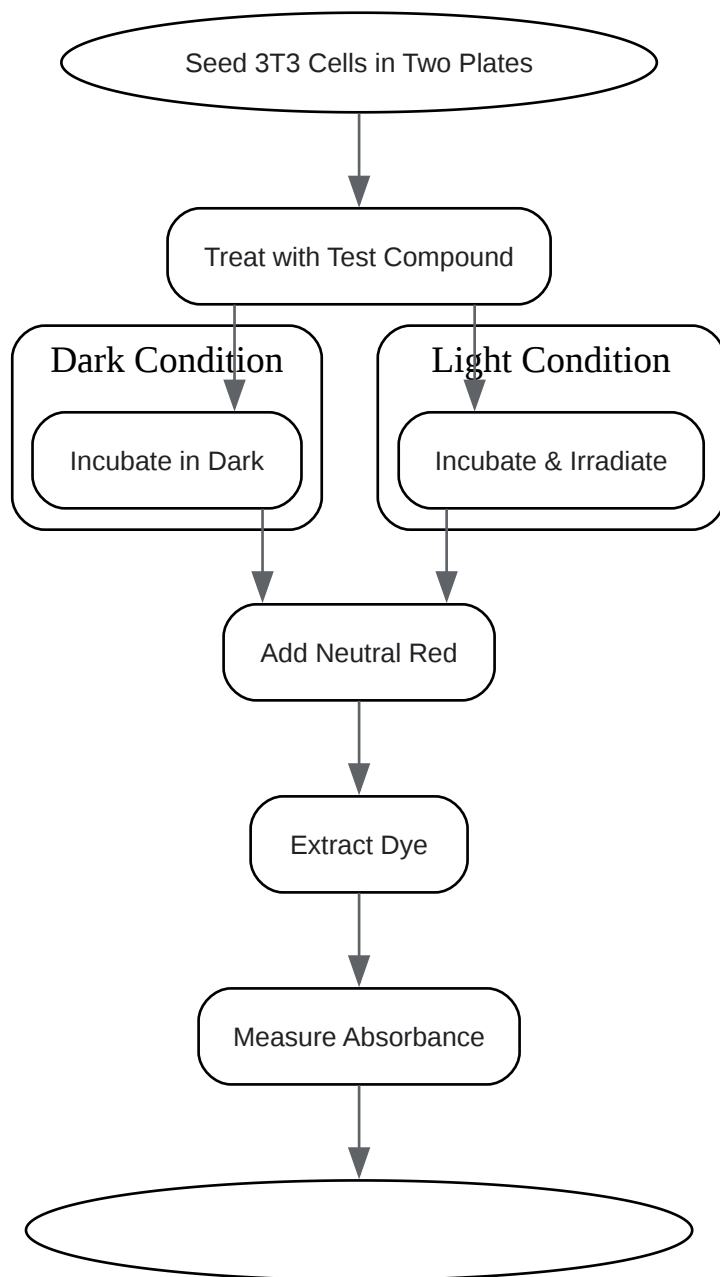 Seed 3T3 Cells in Two Plates
Treat with Test Compound
Dark Condition
Light Condition
Incubate in Dark
Incubate & Irradiate
Add Neutral Red
Extract Dye
Measure Absorbance